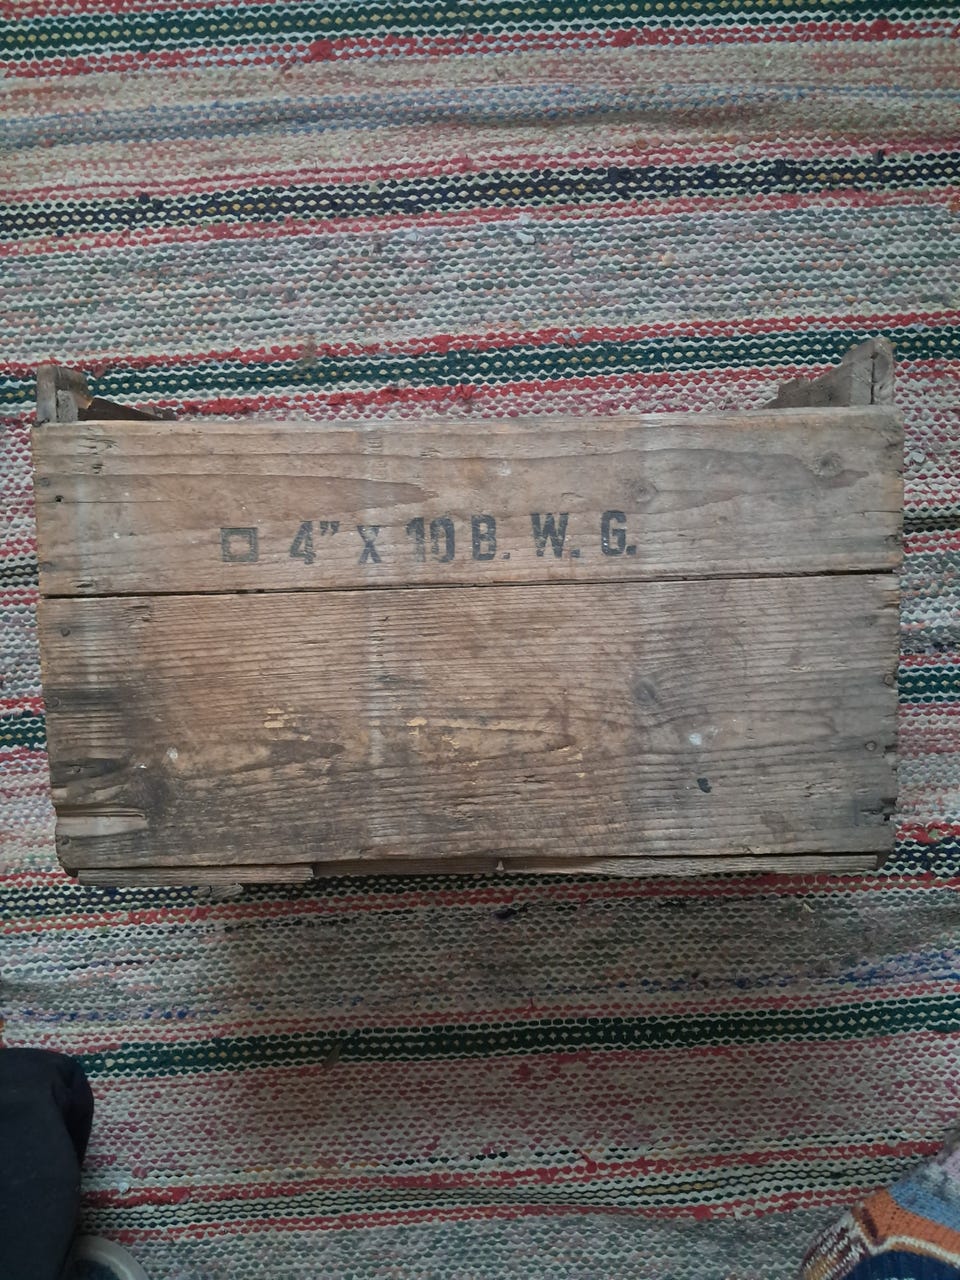 □ 4” X 10 B. W. G.